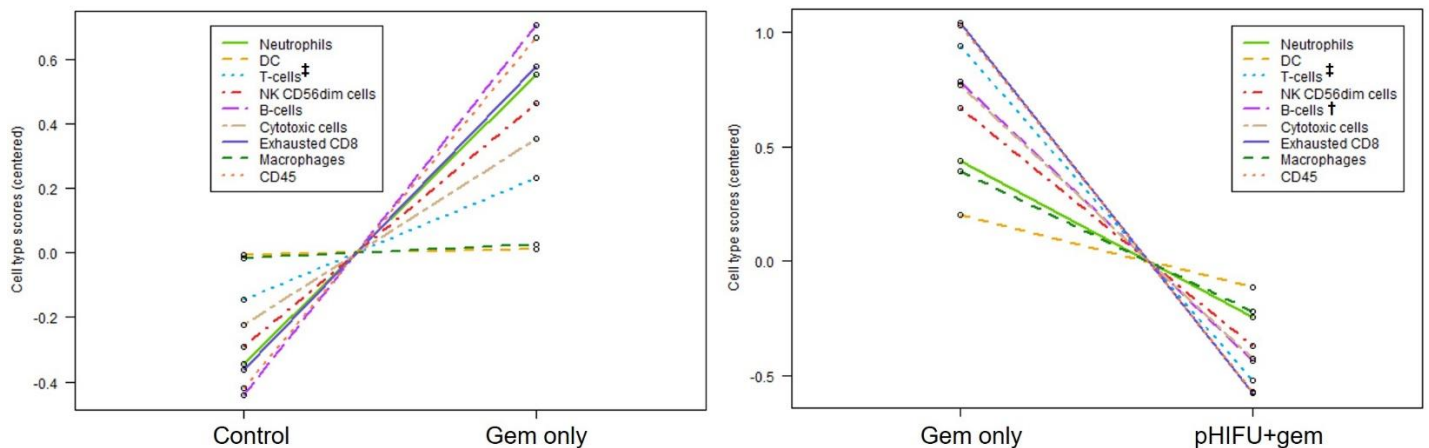 Cell type scores (centered)
0.6
0.4
0.2
0.0
-0.2
-0.4
Neutrophils
DC
T-cells‡
NK CD56dim cells
B-cells
Cytotoxic cells
Exhausted CD8
Macrophages
CD45
Control
Gem only
Cell type scores (centered)
1.0
0.5
0.0
-0.5
Neutrophils
DC
T-cells ‡
NK CD56dim cells
B-cells †
Cytotoxic cells
Exhausted CD8
Macrophages
CD45
Gem only
pHIFU+gem